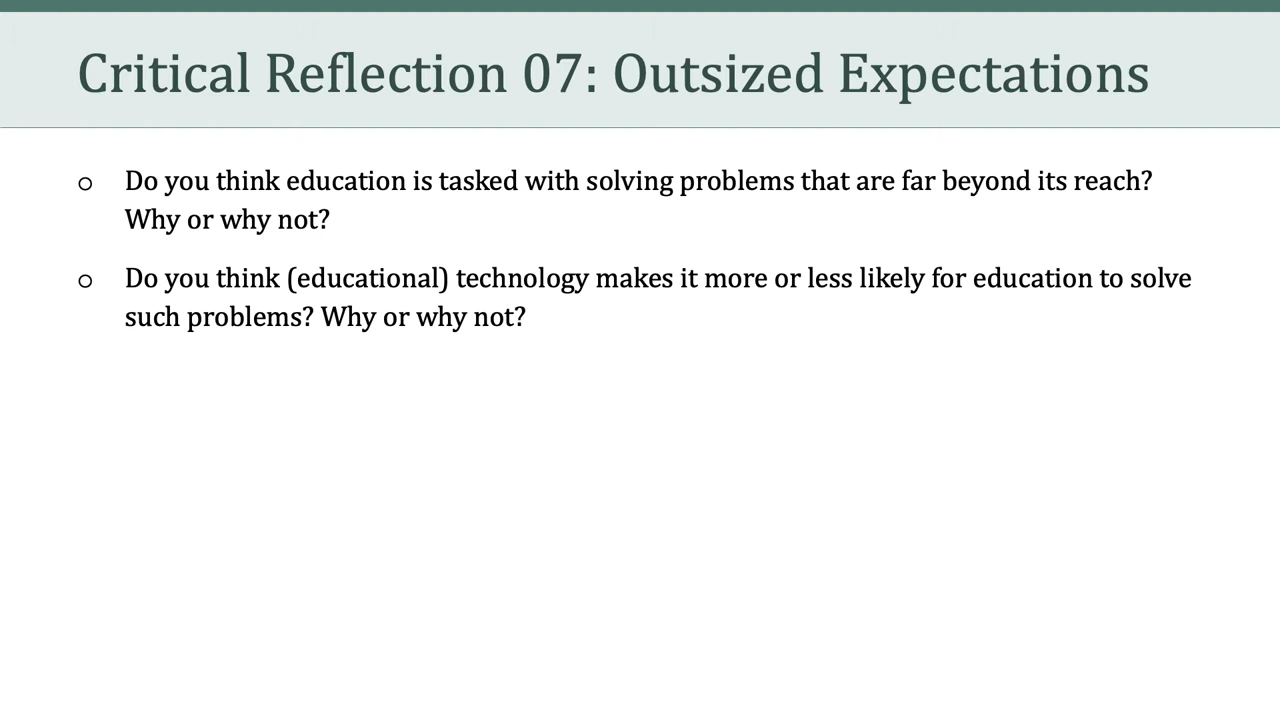 Critical Reflection 07: Outsized Expectations
○ Do you think education is tasked with solving problems that are far beyond its reach?
Why or why not?
○ Do you think (educational) technology makes it more or less likely for education to solve
such problems? Why or why not?